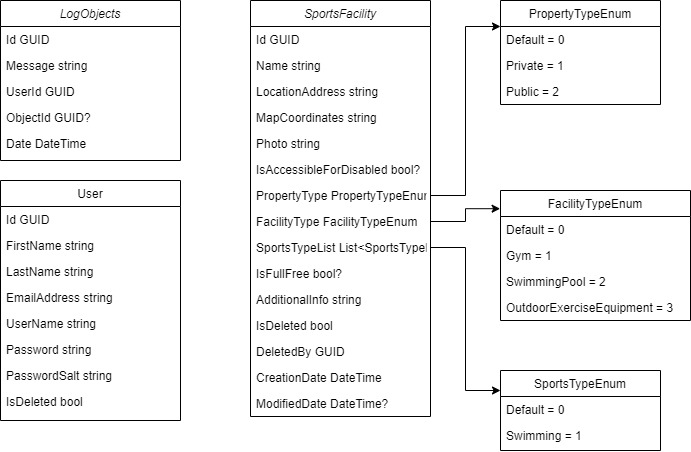 LogObjects
Id GUID
Message string
UserId GUID
ObjectId GUID?
Date DateTime
User
Id GUID
FirstName string
LastName string
EmailAddress string
UserName string
Password string
PasswordSalt string
IsDeleted bool
SportsFacility
Id GUID
Name string
LocationAddress string
MapCoordinates string
Photo string
IsAccessibleForDisabled bool?
PropertyType PropertyTypeEnum
FacilityType FacilityTypeEnum
SportsTypeList List<SportsTypeE
IsFullFree bool?
AdditionalInfo string
IsDeleted bool
DeletedBy GUID
CreationDate DateTime
ModifiedDate DateTime?
PropertyTypeEnum
Default = 0
Private = 1
Public = 2
FacilityTypeEnum
Default = 0
Gym = 1
SwimmingPool = 2
OutdoorExerciseEquipment = 3
SportsTypeEnum
Default = 0
Swimming = 1